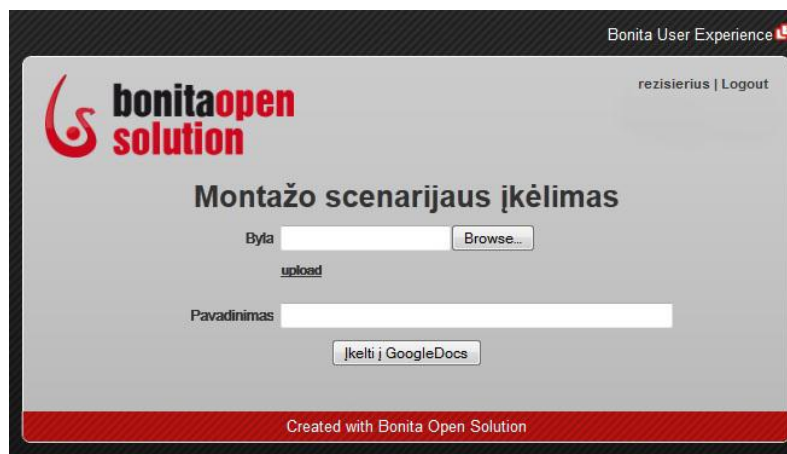 Bonita User Experience
rezisierius | Logout
bonitaopen
solution
Montažo scenarijaus įkėlimas
Byla
Browse...
upload
Pavadinimas
Įkelti į GoogleDocs
Created with Bonita Open Solution